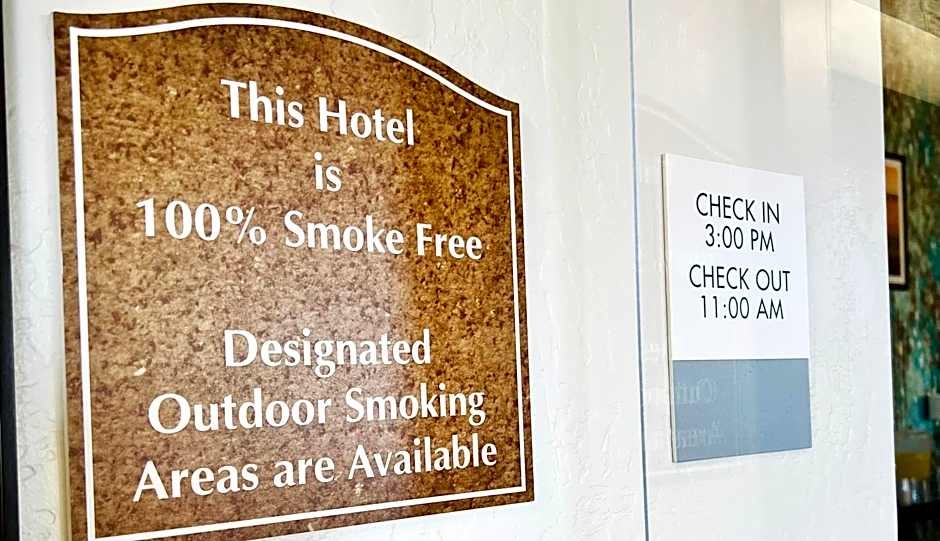 This Hotel
is
100% Smoke Free
Designated
Outdoor Smoking
Areas are Available
CHECK IN
3:00 PM
CHECK OUT
11:00 AM